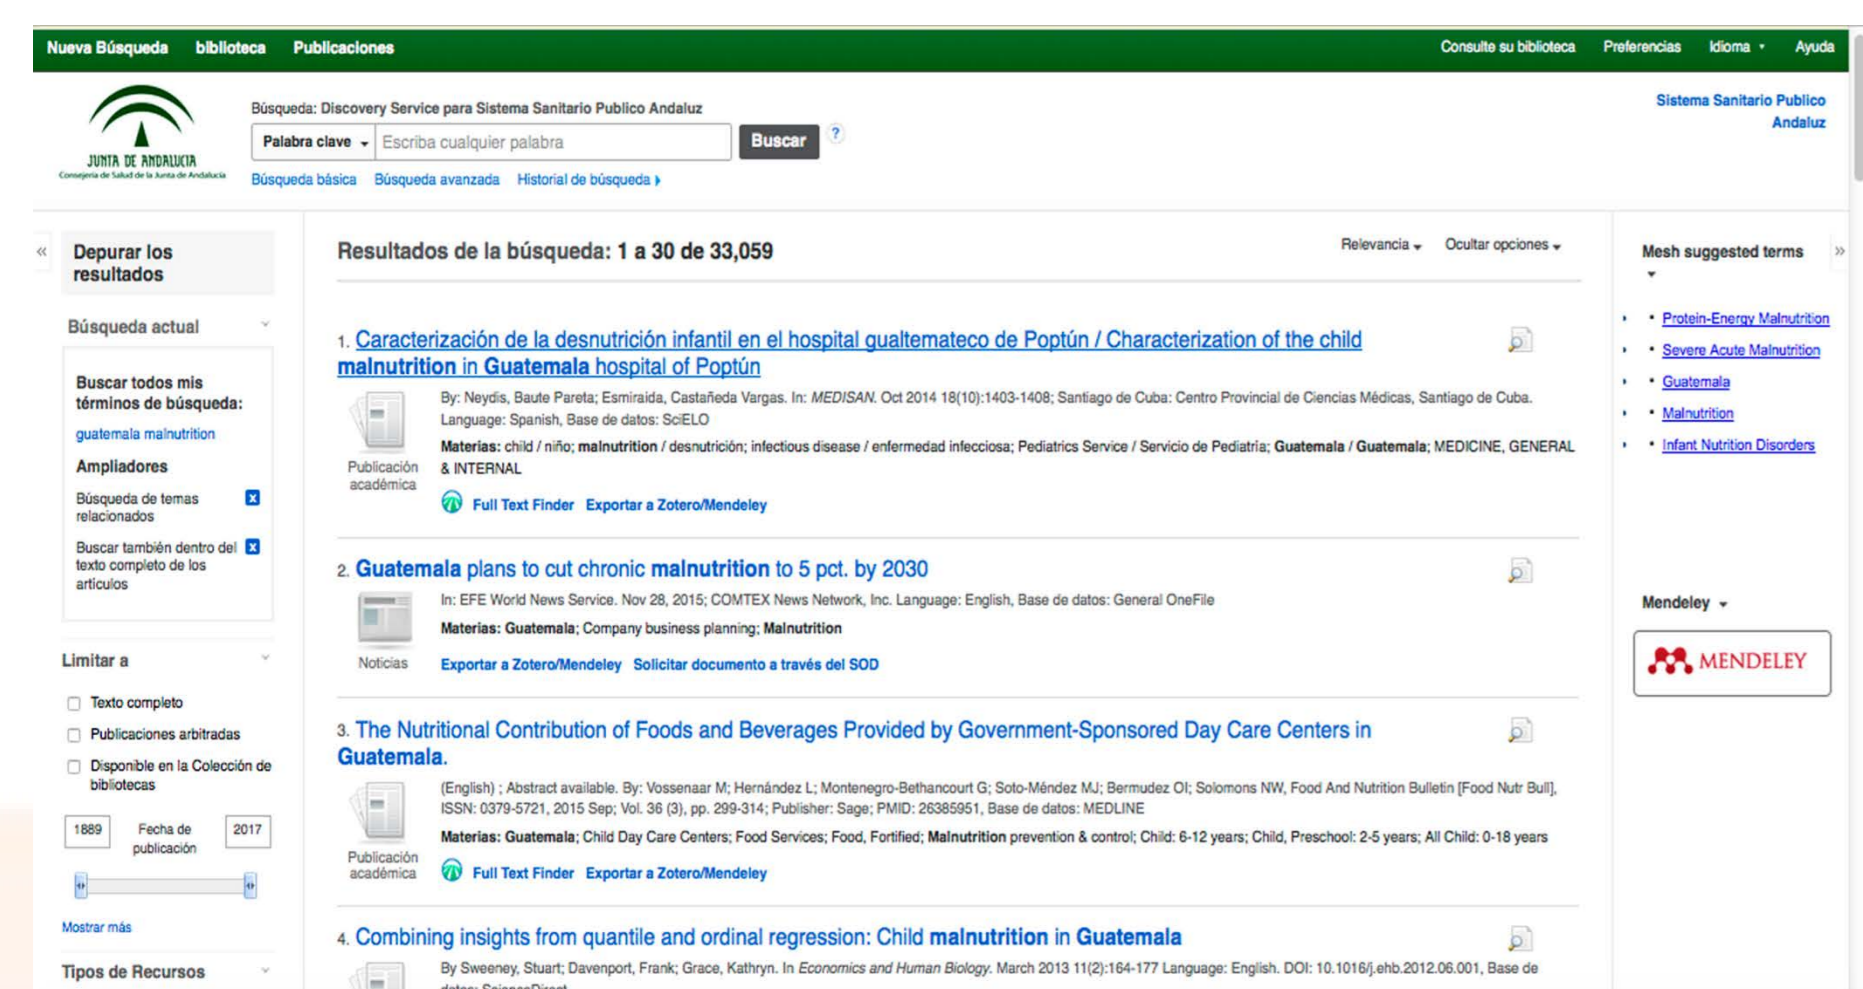 Nueva Búsqueda biblioteca Publicaciones Consulte su biblioteca Preferencias Idioma Ayuda
JUNTA DE ANDALUCIA
Consejería de Salud de la Junta de Andalucía
Búsqueda: Discovery Service para Sistema Sanitario Publico Andaluz
Palabra clave Escriba cualquier palabra Buscar ?
Búsqueda básica Búsqueda avanzada Historial de búsqueda
Sistema Sanitario Publico
Andaluz
«
Depurar los
resultados
Búsqueda actual
Buscar todos mis
términos de búsqueda:
guatemala malnutrition
Ampliadores
Búsqueda de temas
relacionados
x
Buscar también dentro del
texto completo de los
articulos
x
Limitar a
Texto completo
Publicaciones arbitradas
Disponible en la Colección de
bibliotecas
1889 Fecha de
publicación
2017
Mostrar más
Tipos de Recursos
Resultados de la búsqueda: 1 a 30 de 33,059
Relevancia Ocultar opciones
1. Caracterización de la desnutrición infantil en el hospital gualtemateco de Poptún / Characterization of the child
malnutrition in Guatemala hospital of Poptún
By: Neydis, Baute Pareta; Esmiraida, Castañeda Vargas. In: MEDISAN. Oct 2014 18(10):1403-1408; Santiago de Cuba: Centro Provincial de Ciencias Médicas, Santiago de Cuba.
Language: Spanish, Base de datos: SciELO
Materias: child / niño; malnutrition / desnutrición; infectious disease / enfermedad infecciosa; Pediatrics Service / Servicio de Pediatría; Guatemala / Guatemala; MEDICINE, GENERAL
& INTERNAL
Publicación
académica
Full Text Finder Exportar a Zotero/Mendeley
2. Guatemala plans to cut chronic malnutrition to 5 pct. by 2030
In: EFE World News Service. Nov 28, 2015; COMTEX News Network, Inc. Language: English, Base de datos: General OneFile
Materias: Guatemala; Company business planning; Malnutrition
Noticias
Exportar a Zotero/Mendeley Solicitar documento a través del SOD
3. The Nutritional Contribution of Foods and Beverages Provided by Government-Sponsored Day Care Centers in
Guatemala.
(English) ; Abstract available. By: Vossenaar M; Hernández L; Montenegro-Bethancourt G; Soto-Méndez MJ; Bermudez OI; Solomons NW, Food And Nutrition Bulletin [Food Nutr Bull],
ISSN: 0379-5721, 2015 Sep; Vol. 36 (3), pp. 299-314; Publisher: Sage; PMID: 26385951, Base de datos: MEDLINE
Materias: Guatemala; Child Day Care Centers; Food Services; Food, Fortified; Malnutrition prevention & control; Child: 6-12 years; Child, Preschool: 2-5 years; All Child: 0-18 years
Publicación
académica
Full Text Finder Exportar a Zotero/Mendeley
4. Combining insights from quantile and ordinal regression: Child malnutrition in Guatemala
By Sweeney, Stuart; Davenport, Frank; Grace, Kathryn. In Economics and Human Biology. March 2013 11(2):164-177 Language: English. DOI: 10.1016/j.ehb.2012.06.001, Base de
datos: ScienceDirect
Mesh suggested terms
»
Protein-Energy Malnutrition
Severe Acute Malnutrition
Guatemala
Malnutrition
Infant Nutrition Disorders
Mendeley
MENDELEY